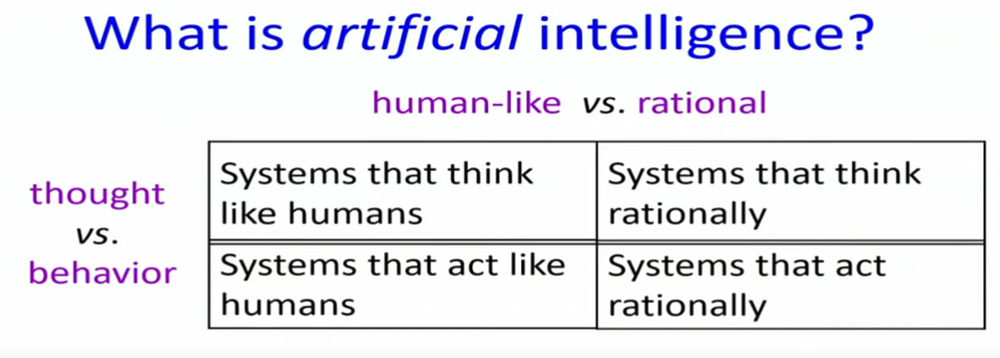 What is artificial intelligence?
human-like vs. rational
thought
vs.
behavior
Systems that think
like humans
Systems that think
rationally
Systems that act like
humans
Systems that act
rationally